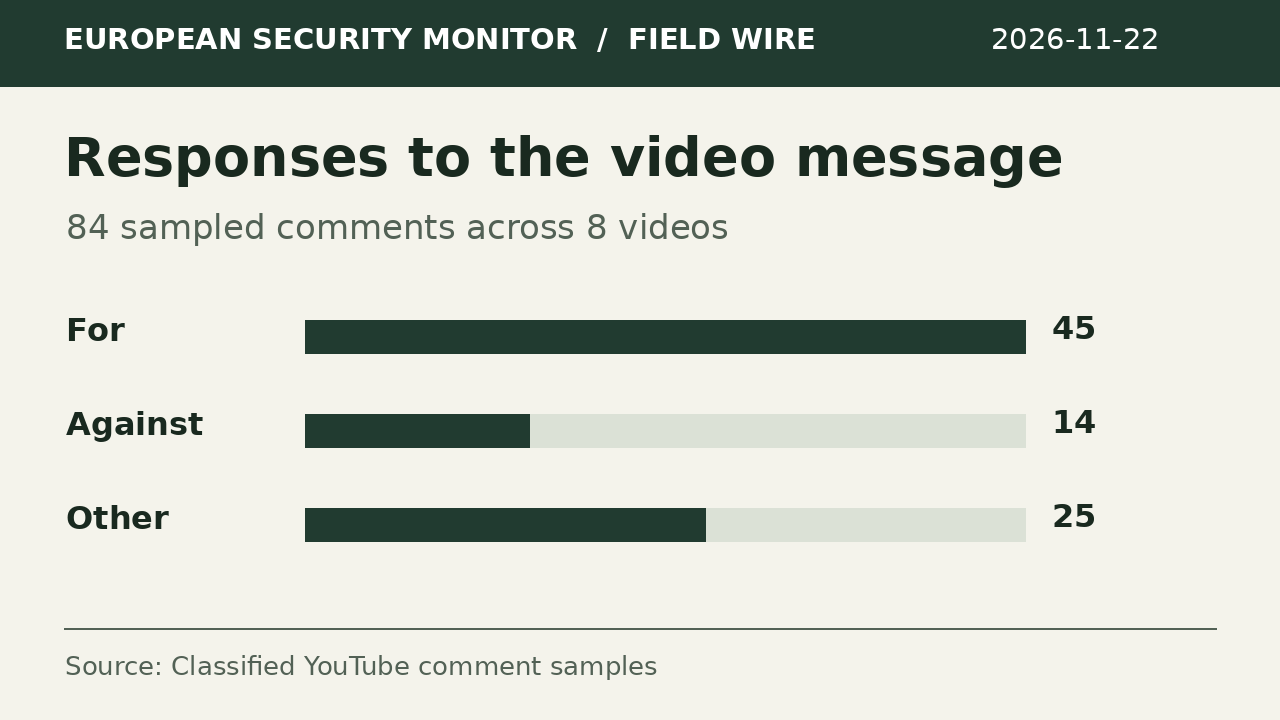 EUROPEAN SECURITY MONITOR / FIELD WIRE 2026-11-22
Responses to the video message
84 sampled comments across 8 videos
For 45
Against 14
Other 25
Source: Classified YouTube comment samples